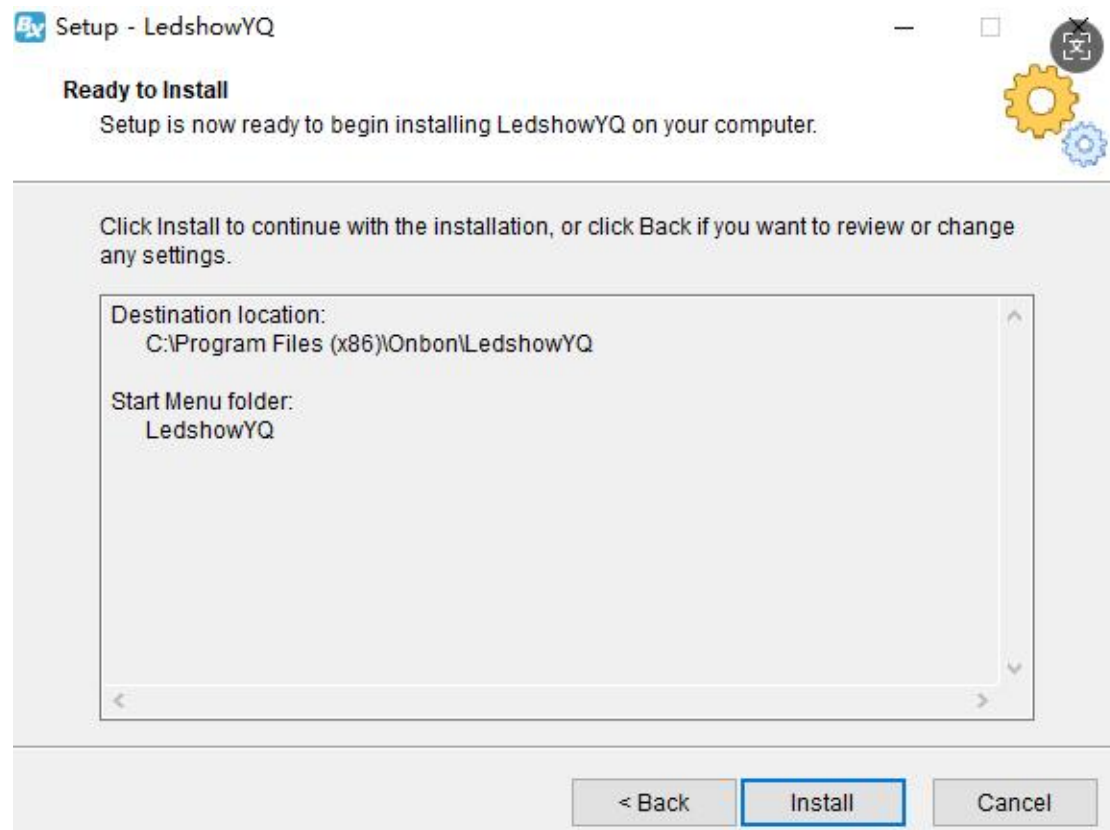 BX Setup - LedshowYQ
文
Ready to Install
Setup is now ready to begin installing LedshowYQ on your computer.
Click Install to continue with the installation, or click Back if you want to review or change
any settings.
Destination location:
C:\Program Files (x86)\Onbon\LedshowYQ
Start Menu folder:
LedshowYQ
< Back Install Cancel